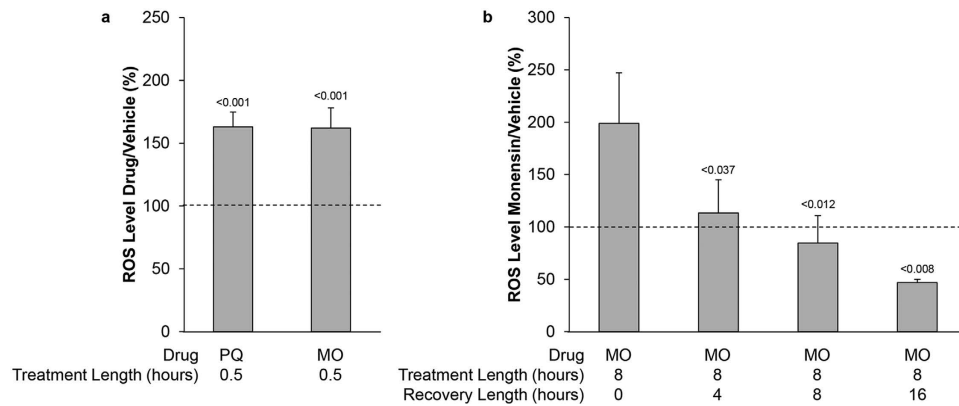 a
250
200
150
100
50
0
ROS Level Drug/Vehicle (%)
<0.001
<0.001
Drug PQ MO
Treatment Length (hours) 0.5 0.5
b
300
250
200
150
100
50
0
ROS Level Monensin/Vehicle (%)
<0.037
<0.012
<0.008
Drug MO MO MO MO
Treatment Length (hours) 8 8 8 8
Recovery Length (hours) 0 4 8 16